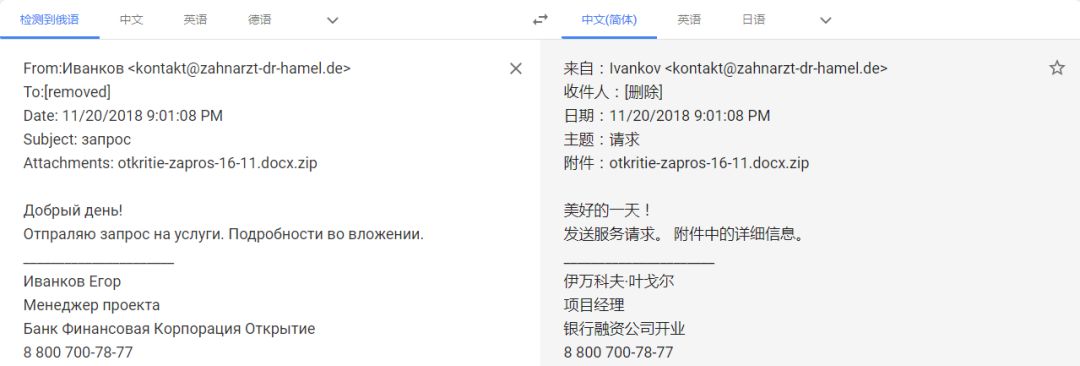 检测到俄语 中文 英语 德语 中文(简体) 英语 日语
From:Иванков <kontakt@zahnarzt-dr-hamel.de>
To:[removed]
Date: 11/20/2018 9:01:08 PM
Subject: запрос
Attachments: otkritie-zapros-16-11.docx.zip
Добрый день!
Отпраляю запрос на услуги. Подробности во вложении.
_____________________
Иванков Егор
Менеджер проекта
Банк Финансовая Корпорация Открытие
8 800 700-78-77
来自：Ivankov <kontakt@zahnarzt-dr-hamel.de>
收件人：[删除]
日期：11/20/2018 9:01:08 PM
主题：请求
附件：otkritie-zapros-16-11.docx.zip
美好的一天！
发送服务请求。 附件中的详细信息。
_____________________
伊万科夫·叶戈尔
项目经理
银行融资公司开业
8 800 700-78-77